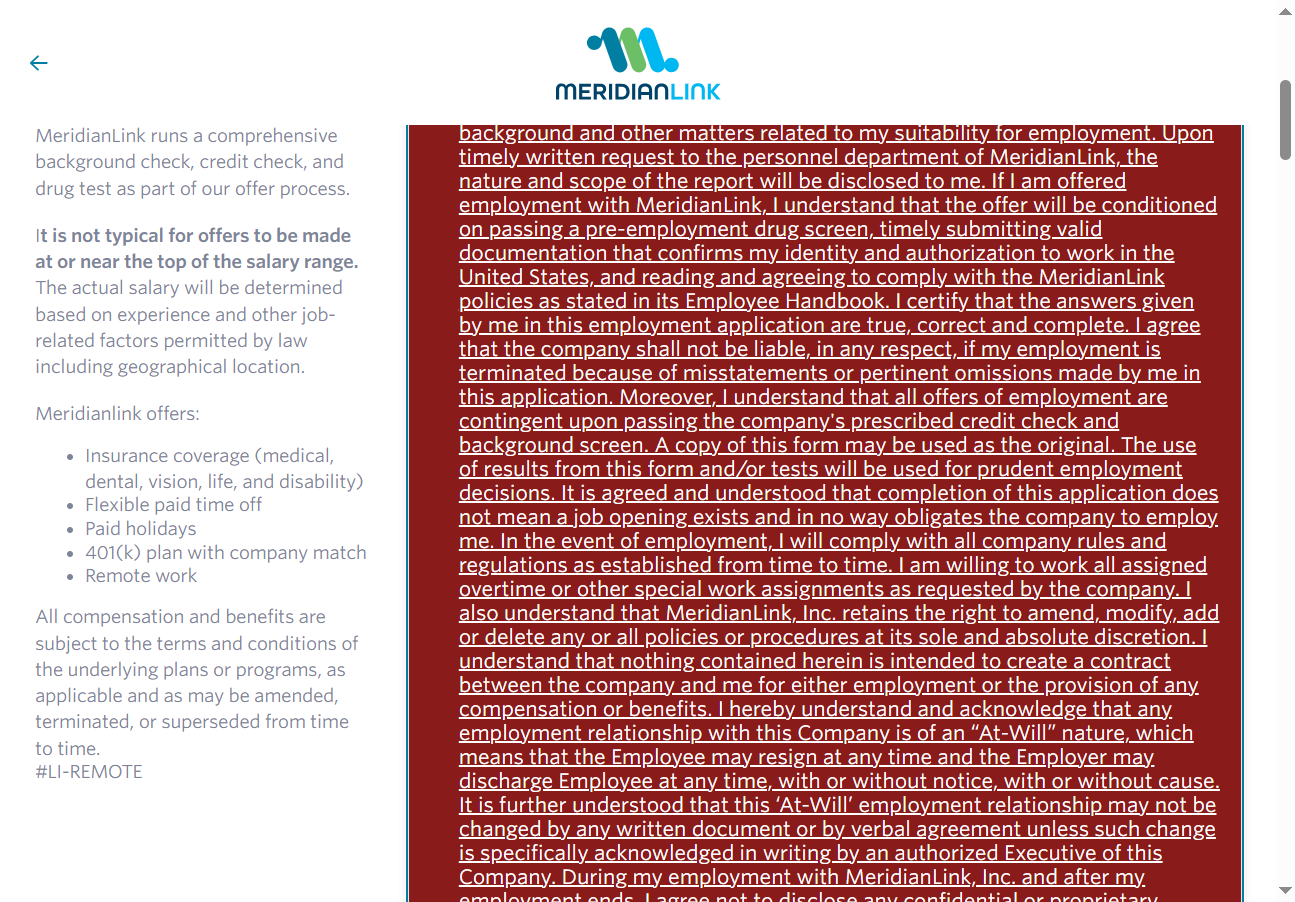 MERIDIANLINK
MeridianLink runs a comprehensive
background check, credit check, and
drug test as part of our offer process.
It is not typical for offers to be made
at or near the top of the salary range.
The actual salary will be determined
based on experience and other job-
related factors permitted by law
including geographical location.
Meridianlink offers:
• Insurance coverage (medical,
dental, vision, life, and disability)
• Flexible paid time off
• Paid holidays
• 401(k) plan with company match
• Remote work
All compensation and benefits are
subject to the terms and conditions of
the underlying plans or programs, as
applicable and as may be amended,
terminated, or superseded from time
to time.
#LI-REMOTE
background and other matters related to my suitability for employment. Upon
timely written request to the personnel department of MeridianLink, the
nature and scope of the report will be disclosed to me. If I am offered
employment with MeridianLink, I understand that the offer will be conditioned
on passing a pre-employment drug screen, timely submitting valid
documentation that confirms my identity and authorization to work in the
United States, and reading and agreeing to comply with the MeridianLink
policies as stated in its Employee Handbook. I certify that the answers given
by me in this employment application are true, correct and complete. I agree
that the company shall not be liable, in any respect, if my employment is
terminated because of misstatements or pertinent omissions made by me in
this application. Moreover, I understand that all offers of employment are
contingent upon passing the company's prescribed credit check and
background screen. A copy of this form may be used as the original. The use
of results from this form and/or tests will be used for prudent employment
decisions. It is agreed and understood that completion of this application does
not mean a job opening exists and in no way obligates the company to employ
me. In the event of employment, I will comply with all company rules and
regulations as established from time to time. I am willing to work all assigned
overtime or other special work assignments as requested by the company. I
also understand that MeridianLink, Inc. retains the right to amend, modify, add
or delete any or all policies or procedures at its sole and absolute discretion. I
understand that nothing contained herein is intended to create a contract
between the company and me for either employment or the provision of any
compensation or benefits. I hereby understand and acknowledge that any
employment relationship with this Company is of an “At-Will” nature, which
means that the Employee may resign at any time and the Employer may
discharge Employee at any time, with or without notice, with or without cause.
It is further understood that this ‘At-Will’ employment relationship may not be
changed by any written document or by verbal agreement unless such change
is specifically acknowledged in writing by an authorized Executive of this
Company. During my employment with MeridianLink, Inc. and after my
employment ends, I agree not to disclose any confidential or proprietary